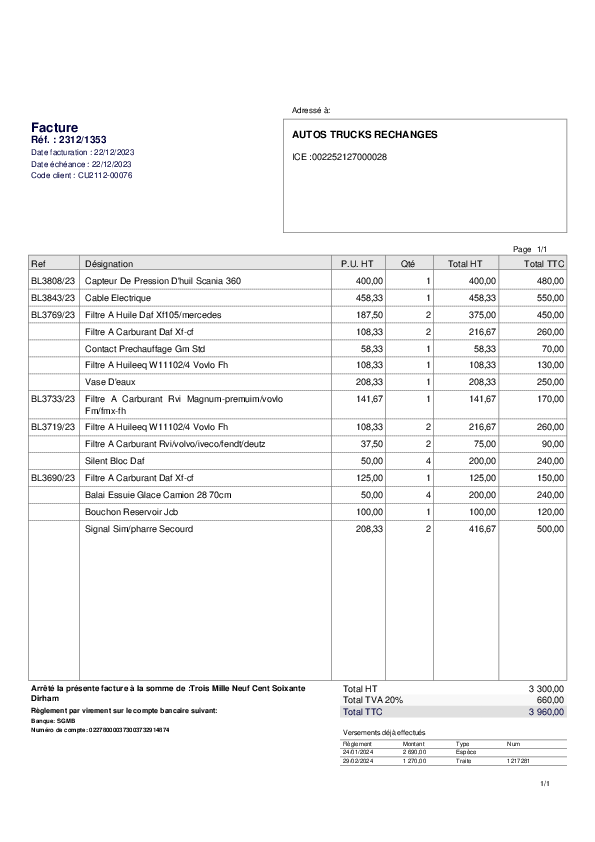 Adressé à:
Facture
Réf. : 2312/1353
Date facturation : 22/12/2023
Date échéance : 22/12/2023
Code client : CU2112-00076
AUTOS TRUCKS RECHANGES
ICE :002252127000028
Page 1/1
Ref Désignation P.U. HT Qté Total HT Total TTC
BL3808/23 Capteur De Pression D'huil Scania 360 400,00 1 400,00 480,00
BL3843/23 Cable Electrique 458,33 1 458,33 550,00
BL3769/23 Filtre A Huile Daf Xf105/mercedes 187,50 2 375,00 450,00
Filtre A Carburant Daf Xf-cf 108,33 2 216,67 260,00
Contact Prechauffage Gm Std 58,33 1 58,33 70,00
Filtre A Huileeq W11102/4 Vovlo Fh 108,33 1 108,33 130,00
Vase D'eaux 208,33 1 208,33 250,00
BL3733/23 Filtre A Carburant Rvi Magnum-premuim/vovlo 141,67 1 141,67 170,00
Fm/fmx-fh
BL3719/23 Filtre A Huileeq W11102/4 Vovlo Fh 108,33 2 216,67 260,00
Filtre A Carburant Rvi/volvo/iveco/fendt/deutz 37,50 2 75,00 90,00
Silent Bloc Daf 50,00 4 200,00 240,00
BL3690/23 Filtre A Carburant Daf Xf-cf 125,00 1 125,00 150,00
Balai Essuie Glace Camion 28 70cm 50,00 4 200,00 240,00
Bouchon Reservoir Jcb 100,00 1 100,00 120,00
Signal Sim/pharre Secourd 208,33 2 416,67 500,00
Arrêté la présente facture à la somme de :Trois Mille Neuf Cent Soixante
Dirham
Règlement par virement sur le compte bancaire suivant:
Banque: SGMB
Numéro de compte: 022780000373003732914874
Total HT 3 300,00
Total TVA 20% 660,00
Total TTC 3 960,00
Versements déjà effectués
Règlement Montant Type Num
24/01/2024 2 690,00 Espèce
29/02/2024 1 270,00 Traite 1217281
1/1